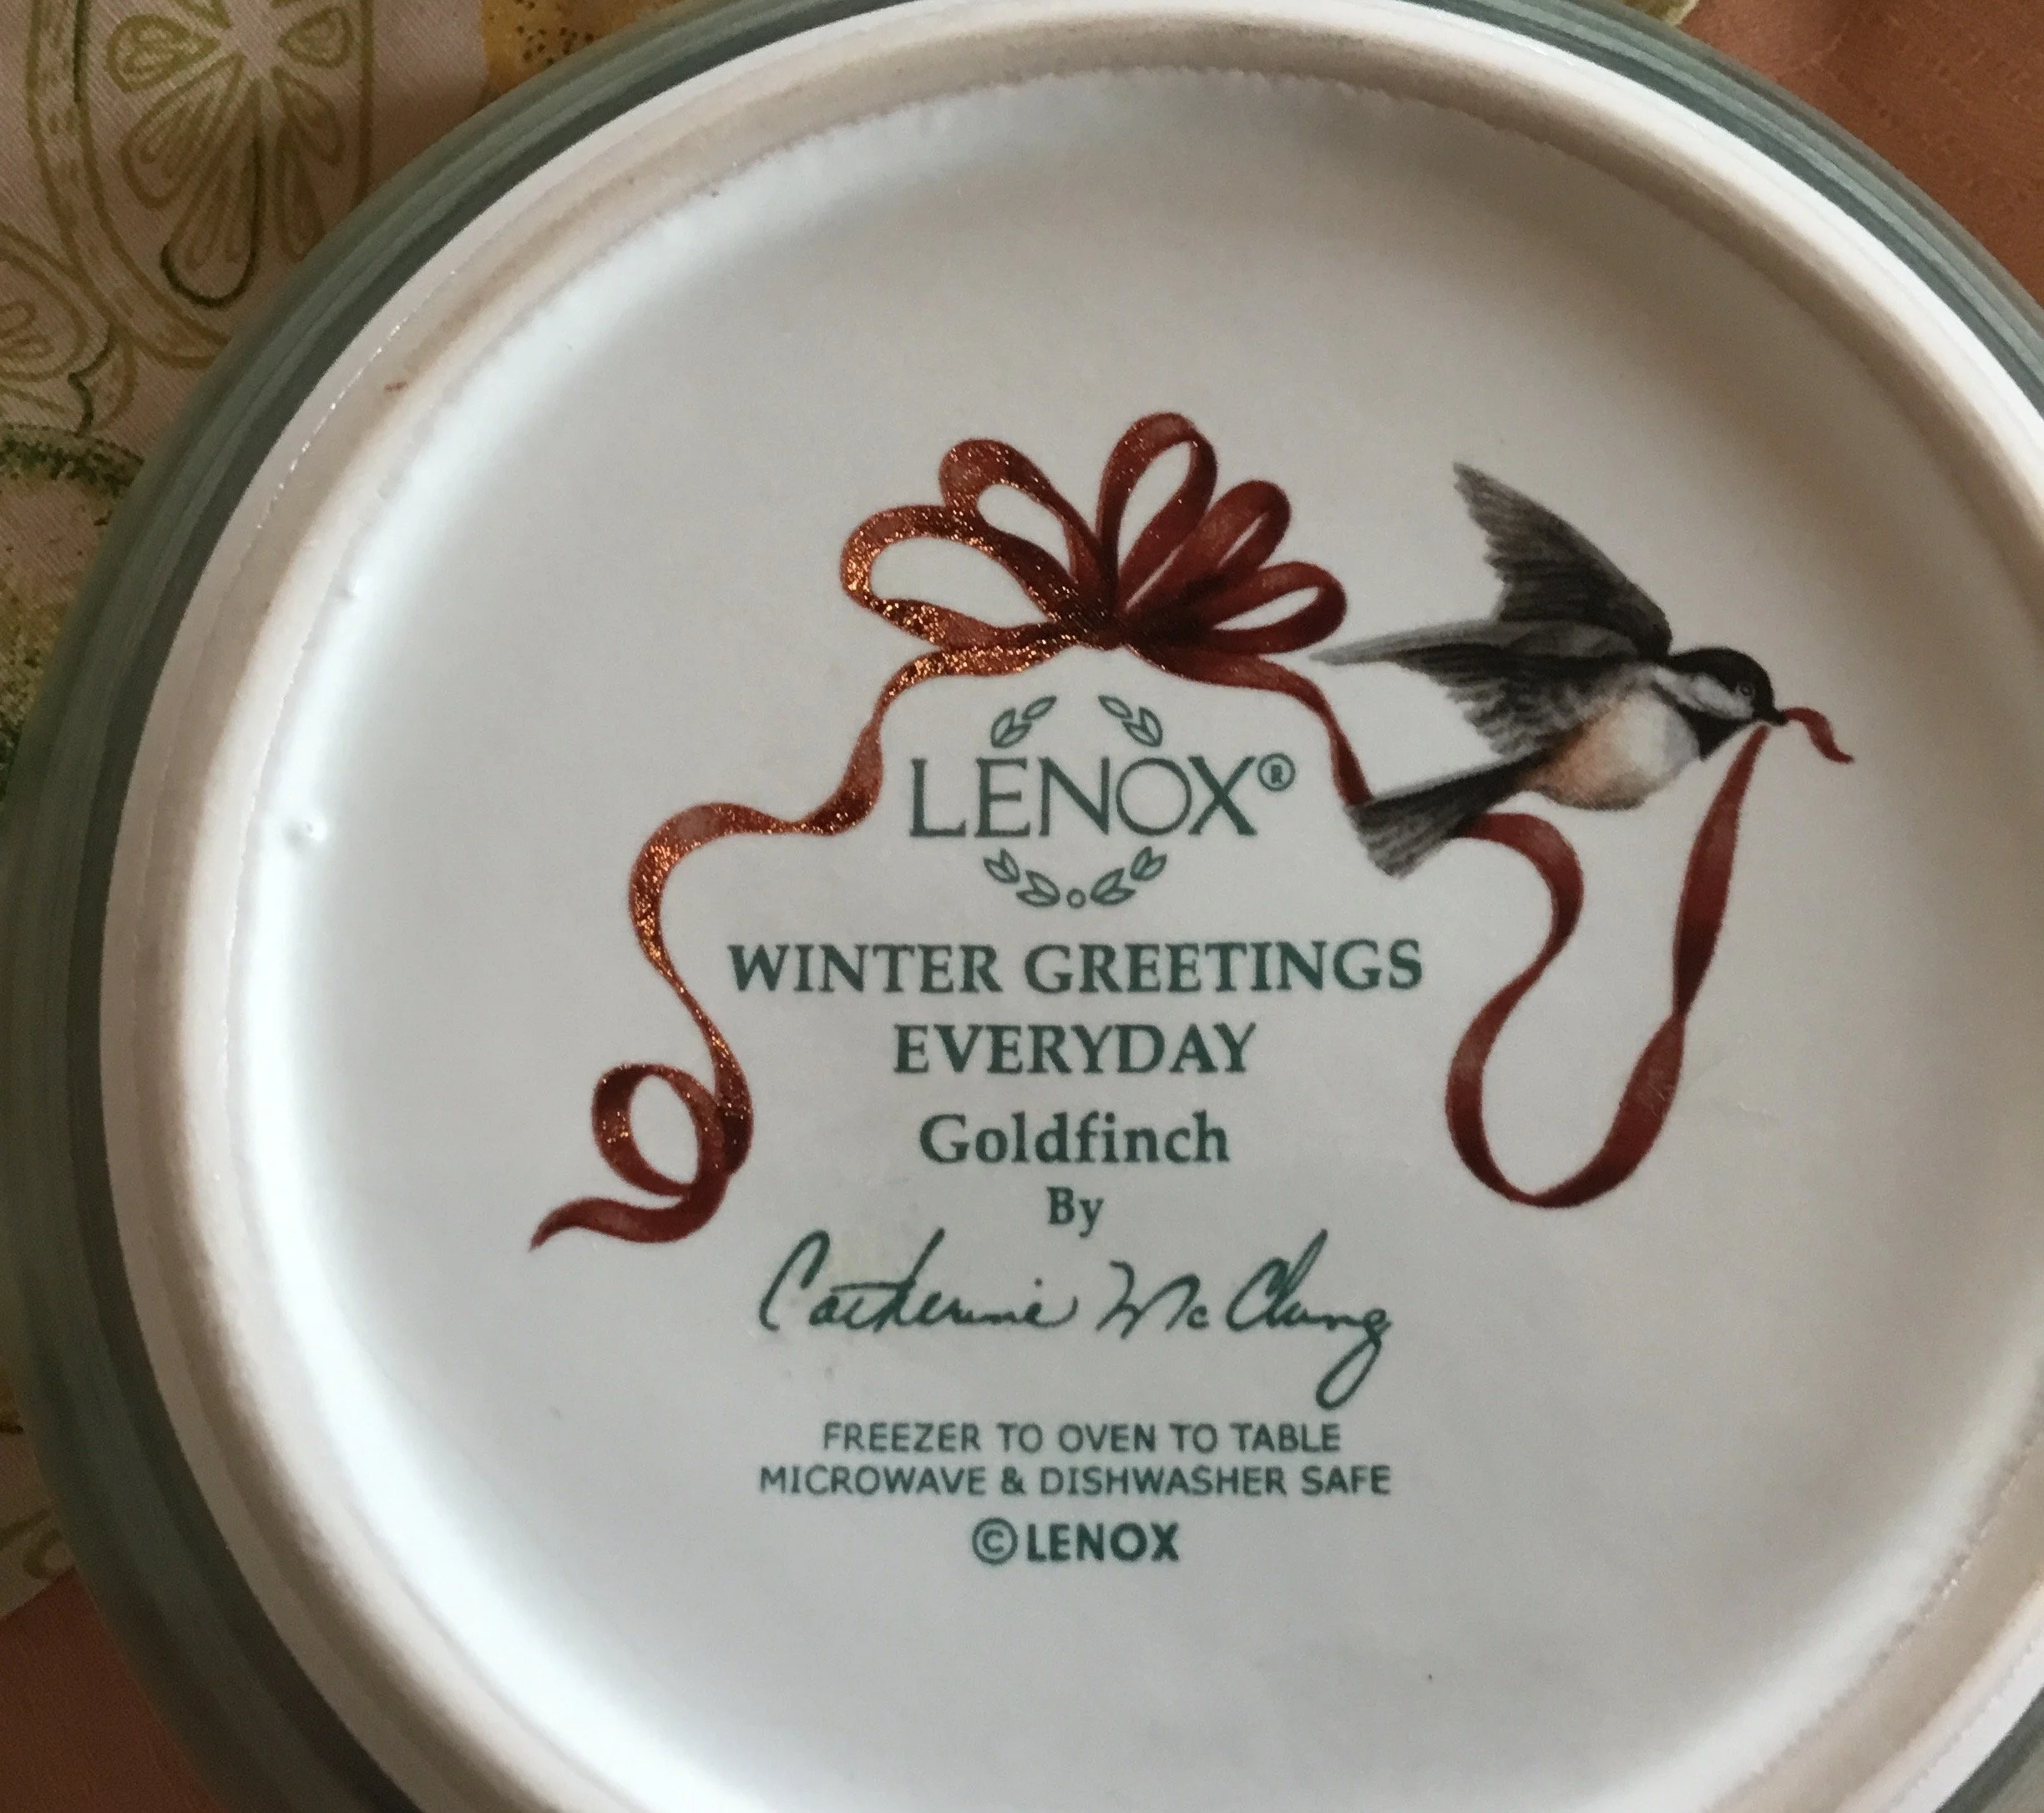 LENOX®
WINTER GREETINGS
EVERYDAY
Goldfinch
By
Catherine McClung
FREEZER TO OVEN TO TABLE
MICROWAVE & DISHWASHER SAFE
©LENOX